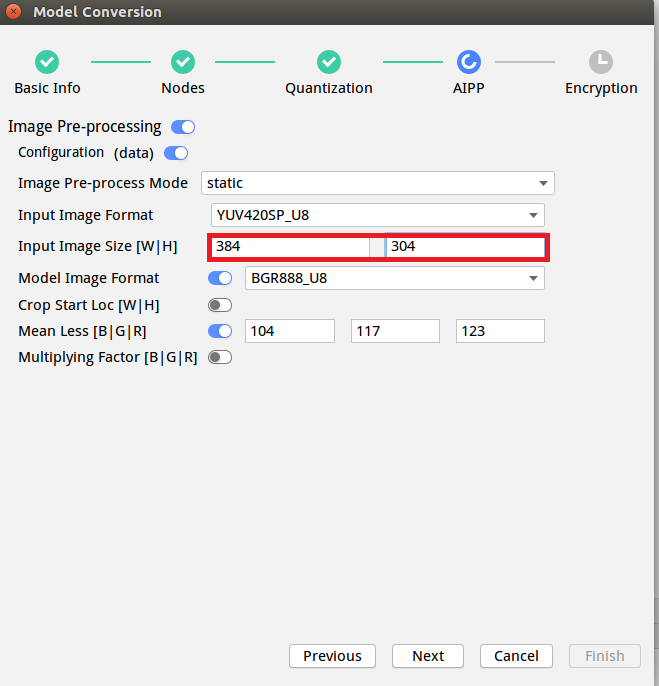 Model Conversion
Basic Info Nodes Quantization AIPP Encryption
Image Pre-processing
Configuration (data)
Image Pre-process Mode static
Input Image Format YUV420SP_U8
Input Image Size [W|H] 384 304
Model Image Format BGR888_U8
Crop Start Loc [W|H]
Mean Less [B|G|R] 104 117 123
Multiplying Factor [B|G|R]
Previous Next Cancel Finish